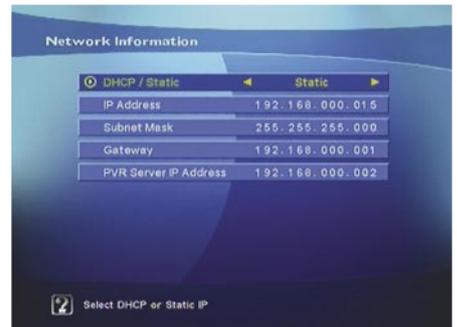 Network Information
DHCP / Static Static
IP Address 192.168.000.015
Subnet Mask 255.255.255.000
Gateway 192.168.000.001
PVR Server IP Address 192.168.000.002
Select DHCP or Static IP